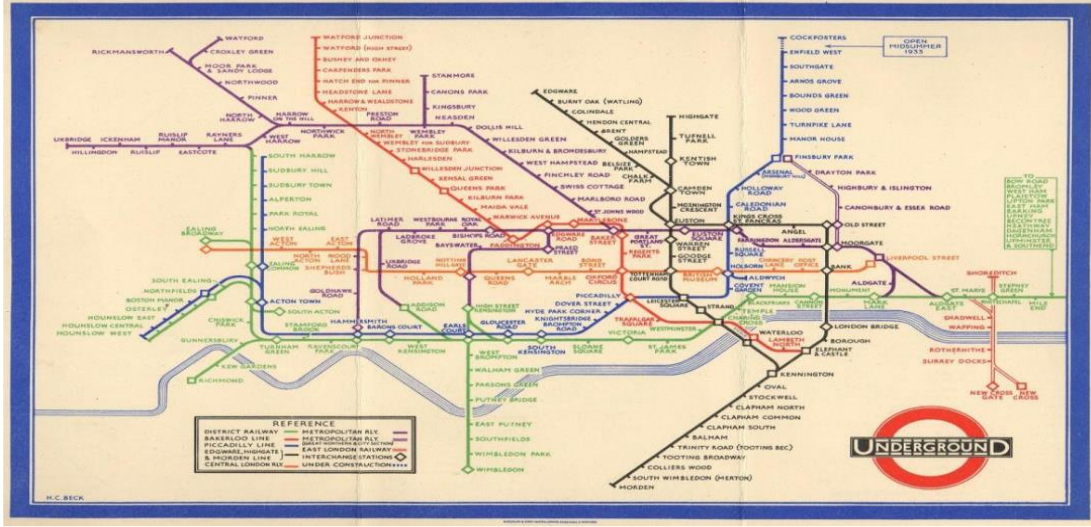 WATFORD
RICKMANSWORTH
CROXLEY GREEN
MOOR PARK
& SANDY LODGE
NORTHWOOD
PINNER
NORTH
HARROW
HARROW
ON THE HILL
UXBRIDGE
ICKENHAM
RUISLIP
MANOR
RAYNERS
LANE
WEST
HARROW
HILLINGDON
RUISLIP
EASTCOTE
NORTHWICK
PARK
PRESTON
ROAD
WEMBLEY
PARK
WATFORD JUNCTION
WATFORD (HIGH STREET)
BUSHEY AND OXHEY
CARPENDERS PARK
HATCH END FOR PINNER
HEADSTONE LANE
HARROW & WEALDSTONE
KENTON
NORTH
WEMBLEY
WEMBLEY FOR SUDBURY
STONEBRIDGE PARK
HARLESDEN
WILLESDEN JUNCTION
KENSAL GREEN
QUEENS PARK
KILBURN PARK
MAIDA VALE
WARWICK AVENUE
PADDINGTON
STANMORE
CANONS PARK
KINGSBURY
NEASDEN
DOLLIS HILL
WILLESDEN GREEN
KILBURN & BRONDESBURY
WEST HAMPSTEAD
FINCHLEY ROAD
SWISS COTTAGE
MARLBORO ROAD
ST JOHNS WOOD
MARYLEBONE
EDGWARE
BURNT OAK (WATLING)
COLINDALE
HENDON CENTRAL
BRENT
GOLDERS
GREEN
HAMPSTEAD
BELSIZE
PARK
CHALK
FARM
HIGHGATE
TUFNELL
PARK
KENTISH
TOWN
CAMDEN
TOWN
MORNINGTON
CRESCENT
EUSTON
COCKFOSTERS
ENFIELD WEST
OPEN
MIDSUMMER
1933
SOUTHGATE
ARNOS GROVE
BOUNDS GREEN
WOOD GREEN
TURNPIKE LANE
MANOR HOUSE
FINSBURY PARK
ARSENAL
(HIGHBURY HILL)
HOLLOWAY
ROAD
CALEDONIAN
ROAD
KINGS CROSS
ST. PANCRAS
DRAYTON PARK
HIGHBURY & ISLINGTON
CANONBURY & ESSEX ROAD
OLD STREET
MOORGATE
ANGEL
TO
BOW ROAD
BROMLEY
WEST HAM
PLAISTOW
UPTON PARK
EAST HAM
BARKING
UPNEY
BECONTREE
HEATHWAY
DAGENHAM
HORNCHURCH
UPMINSTER
& SOUTHEND
SOUTH HARROW
SUDBURY HILL
SUDBURY TOWN
ALPERTON
PARK ROYAL
NORTH EALING
EALING
BROADWAY
WEST
ACTON
EAST
ACTON
NORTH
ACTON
WOOD
LANE
SHEPHERDS
BUSH
EALING
COMMON
SOUTH EALING
NORTHFIELDS
BOSTON MANOR
OSTERLEY
HOUNSLOW EAST
HOUNSLOW CENTRAL
HOUNSLOW WEST
ACTON TOWN
SOUTH ACTON
CHISWICK
PARK
GUNNERSBURY
KEW GARDENS
RICHMOND
TURNHAM
GREEN
STAMFORD
BROOK
RAVENSCOURT
PARK
HAMMERSMITH
GOLDHAWK
ROAD
BARONS COURT
WEST
KENSINGTON
ADDISON
ROAD
UXBRIDGE
ROAD
LATIMER
ROAD
LADBROKE
GROVE
WESTBOURNE
PARK
ROYAL
OAK
BISHOPS ROAD
BAYSWATER
PRAED
STREET
EDGWARE
ROAD
BAKER
STREET
GREAT
PORTLAND
ST.
REGENTS
PARK
EUSTON
SQUARE
WARREN
STREET
GOODGE
STREET
TOTTENHAM
COURT ROAD
RUSSELL
SQUARE
HOLBORN
ALDWYCH
COVENT
GARDEN
FARRINGDON
ALDERSGATE
HOLLAND
PARK
NOTTING
HILL GATE
QUEENS
ROAD
LANCASTER
GATE
MARBLE
ARCH
BOND
STREET
OXFORD
CIRCUS
BRITISH
MUSEUM
CHANCERY
LANE
POST
OFFICE
BANK
LIVERPOOL STREET
ALDGATE
HIGH STREET
KENSINGTON
EARLS
COURT
GLOUCESTER
ROAD
SOUTH
KENSINGTON
BROMPTON
ROAD
KNIGHTSBRIDGE
HYDE PARK CORNER
DOVER STREET
PICCADILLY
LEICESTER
SQUARE
STRAND
TRAFALGAR
SQUARE
SLOANE
SQUARE
VICTORIA
ST. JAMES
PARK
WESTMINSTER
CHARING
CROSS
TEMPLE
BLACKFRIARS
MANSION
HOUSE
CANNON
STREET
MONUMENT
MARK
LANE
ALDGATE
EAST
ST. MARYS
WHITECHAPEL
STEPNEY
GREEN
MILE
END
SHOREDITCH
SHADWELL
WAPPING
ROTHERHITHE
SURREY DOCKS
NEW CROSS
GATE
NEW
CROSS
WATERLOO
LAMBETH
NORTH
ELEPHANT
& CASTLE
LONDON BRIDGE
BOROUGH
KENNINGTON
OVAL
STOCKWELL
CLAPHAM NORTH
CLAPHAM COMMON
CLAPHAM SOUTH
BALHAM
TRINITY ROAD (TOOTING BEC)
TOOTING BROADWAY
COLLIERS WOOD
SOUTH WIMBLEDON (MERTON)
MORDEN
WEST
BROMPTON
WALHAM GREEN
PARSONS GREEN
PUTNEY BRIDGE
EAST PUTNEY
SOUTHFIELDS
WIMBLEDON PARK
WIMBLEDON
REFERENCE
DISTRICT RAILWAY
BAKERLOO LINE
PICCADILLY LINE
EDGWARE, HIGHGATE
& MORDEN LINE
CENTRAL LONDON RLY.
METROPOLITAN RLY.
METROPOLITAN RLY.
(GREAT NORTHERN & CITY SECTION)
EAST LONDON RAILWAY
INTERCHANGE STATIONS
UNDER CONSTRUCTION
UNDERGROUND
H.C. BECK